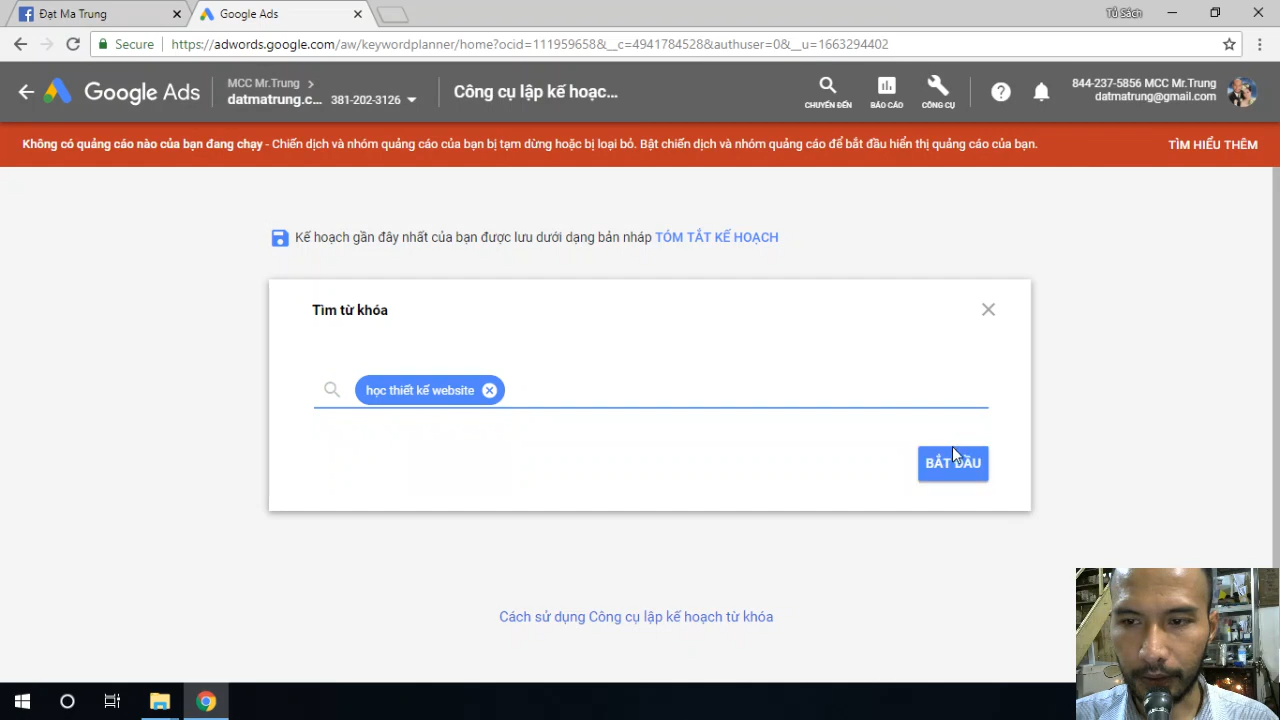 Đạt Ma Trung
Google Ads
Tủ Sách
Secure
https://adwords.google.com/aw/keywordplanner/home?ocid=111959658&__c=4941784528&authuser=0&__u=1663294402
Google Ads
MCC Mr.Trung
datmatrung.c... 381-202-3126
Công cụ lập kế hoạc...
CHUYỂN ĐẾN
BÁO CÁO
CÔNG CỤ
844-237-5856 MCC Mr.Trung
datmatrung@gmail.com
Không có quảng cáo nào của bạn đang chạy - Chiến dịch và nhóm quảng cáo của bạn bị tạm dừng hoặc bị loại bỏ. Bật chiến dịch và nhóm quảng cáo để bắt đầu hiển thị quảng cáo của bạn.
TÌM HIỂU THÊM
Kế hoạch gần đây nhất của bạn được lưu dưới dạng bản nháp TÓM TẮT KẾ HOẠCH
Tìm từ khóa
học thiết kế website
BẮT ĐẦU
Cách sử dụng Công cụ lập kế hoạch từ khóa